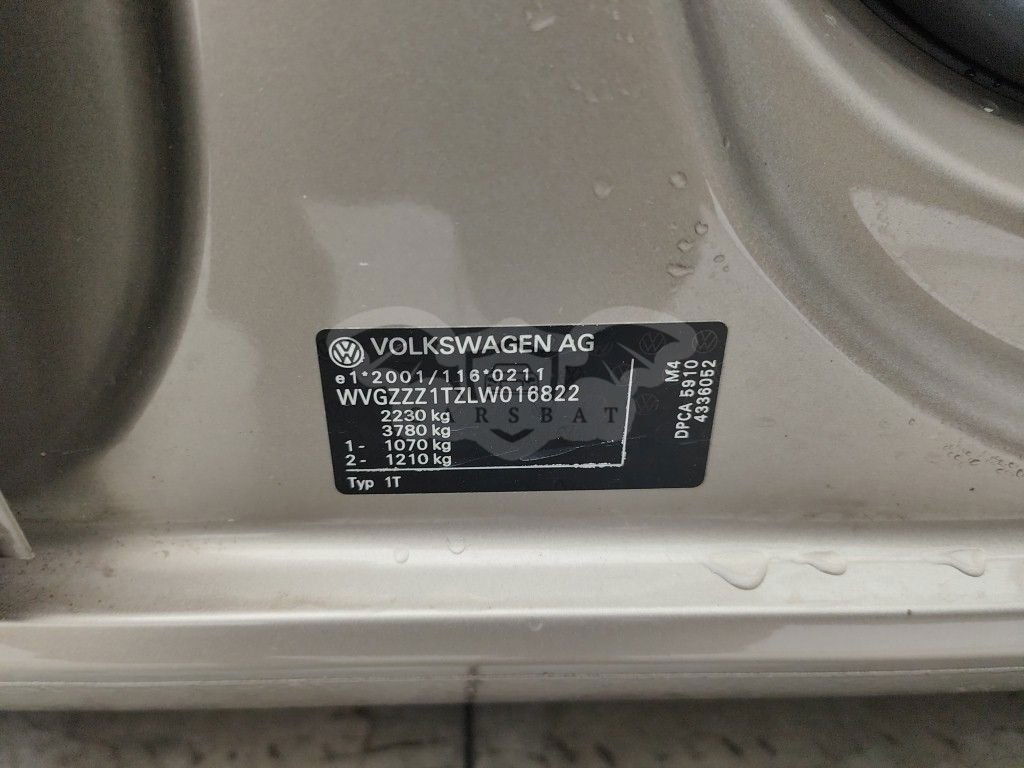 VOLKSWAGEN AG
e1*2001/116*0211
WVGZZZ1TZLW016822
2230 kg
3780 kg
1- 1070 kg
2- 1210 kg
Typ 1T
M4
DPCA 5910
4336052
CARSBAT